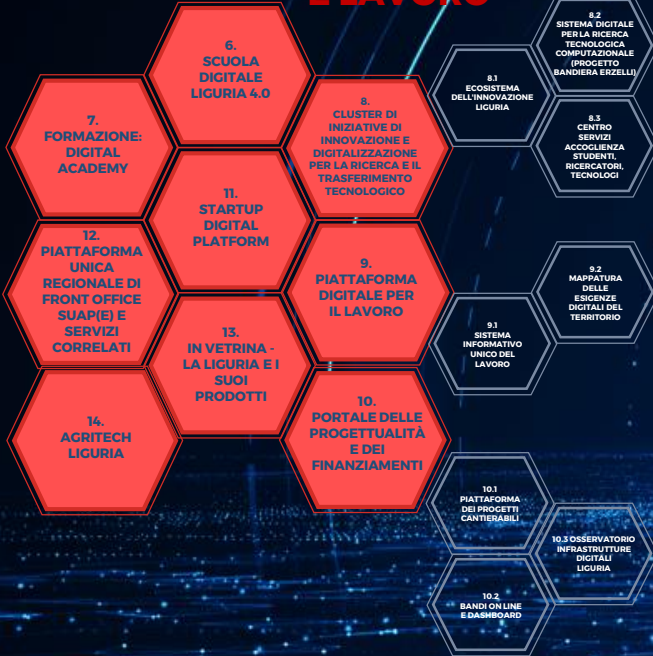 E LAVORO
6.
SCUOLA
DIGITALE
LIGURIA 4.0
7.
FORMAZIONE:
DIGITAL
ACADEMY
8.
CLUSTER DI
INIZIATIVE DI
INNOVAZIONE E
DIGITALIZZAZIONE
PER LA RICERCA E IL
TRASFERIMENTO
TECNOLOGICO
8.1
ECOSISTEMA
DELL'INNOVAZIONE
LIGURIA
8.2
SISTEMA DIGITALE
PER LA RICERCA
TECNOLOGICA
COMPUTAZIONALE
(PROGETTO
BANDIERA ERZELLI)
8.3
CENTRO
SERVIZI
ACCOGLIENZA
STUDENTI,
RICERCATORI,
TECNOLOGI
11.
STARTUP
DIGITAL
PLATFORM
12.
PIATTAFORMA
UNICA
REGIONALE DI
FRONT OFFICE
SUAP(E) E
SERVIZI
CORRELATI
9.
PIATTAFORMA
DIGITALE PER
IL LAVORO
9.1
SISTEMA
INFORMATIVO
UNICO DEL
LAVORO
9.2
MAPPATURA
DELLE
ESIGENZE
DIGITALI DEL
TERRITORIO
13.
IN VETRINA -
LA LIGURIA E I
SUOI
PRODOTTI
14.
AGRITECH
LIGURIA
10.
PORTALE DELLE
PROGETTUALITÀ
E DEI
FINANZIAMENTI
10.1
PIATTAFORMA
DEI PROGETTI
CANTIERABILI
10.3 OSSERVATORIO
INFRASTRUTTURE
DIGITALI
LIGURIA
10.2
BANDI ON LINE
E DASHBOARD